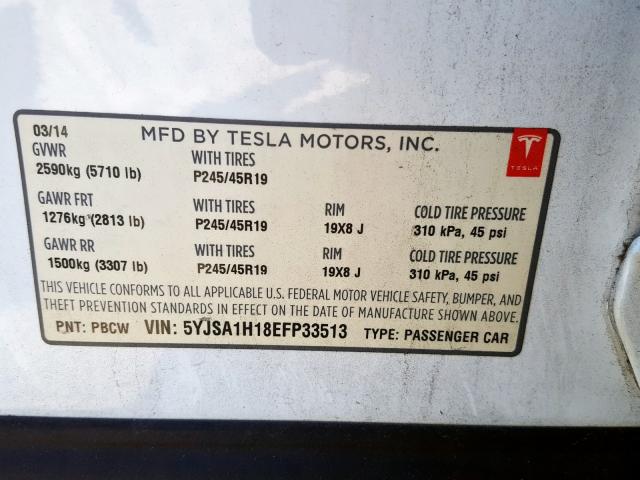 03/14 MFD BY TESLA MOTORS, INC.
TESLA
GVWR WITH TIRES
2590kg (5710 lb) P245/45R19
GAWR FRT WITH TIRES RIM COLD TIRE PRESSURE
1276kg (2813 lb) P245/45R19 19X8 J 310 kPa, 45 psi
GAWR RR WITH TIRES RIM COLD TIRE PRESSURE
1500kg (3307 lb) P245/45R19 19X8 J 310 kPa, 45 psi
THIS VEHICLE CONFORMS TO ALL APPLICABLE U.S. FEDERAL MOTOR VEHICLE SAFETY, BUMPER, AND
THEFT PREVENTION STANDARDS IN EFFECT ON THE DATE OF MANUFACTURE SHOWN ABOVE.
PNT: PBCW VIN: 5YJSA1H18EFP33513 TYPE: PASSENGER CAR